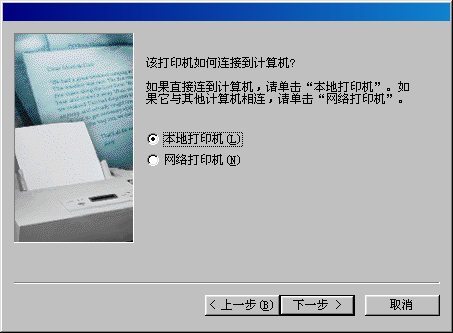 该打印机如何连接到计算机?
如果直接连到计算机，请单击“本地打印机”。如
果它与其他计算机相连，请单击“网络打印机”。
本地打印机(L)
网络打印机(N)
< 上一步(B)
下一步 >
取消